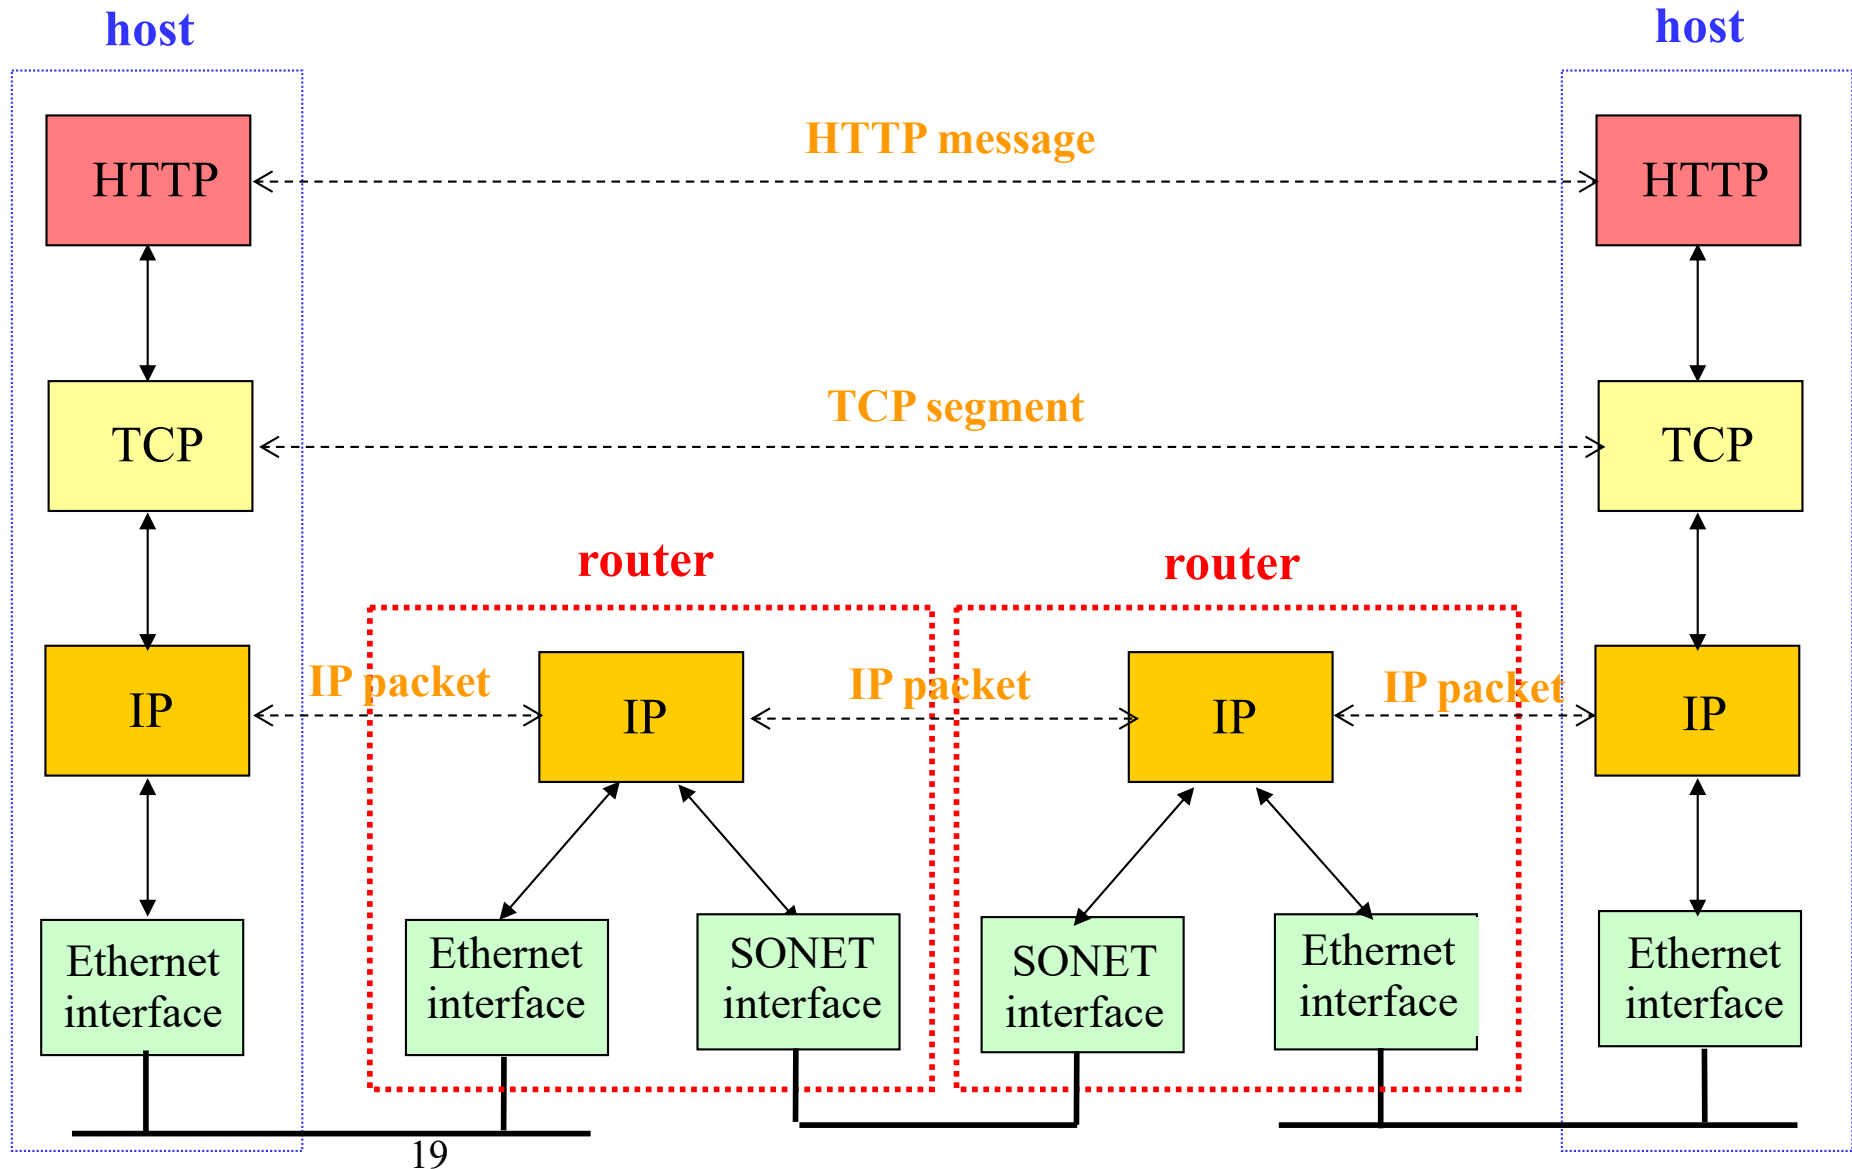 host
host
HTTP
HTTP message
HTTP
TCP
TCP segment
TCP
router
router
IP
IP packet
IP
IP packet
IP
IP packet
IP
Ethernet
interface
Ethernet
interface
SONET
interface
SONET
interface
Ethernet
interface
Ethernet
interface
19